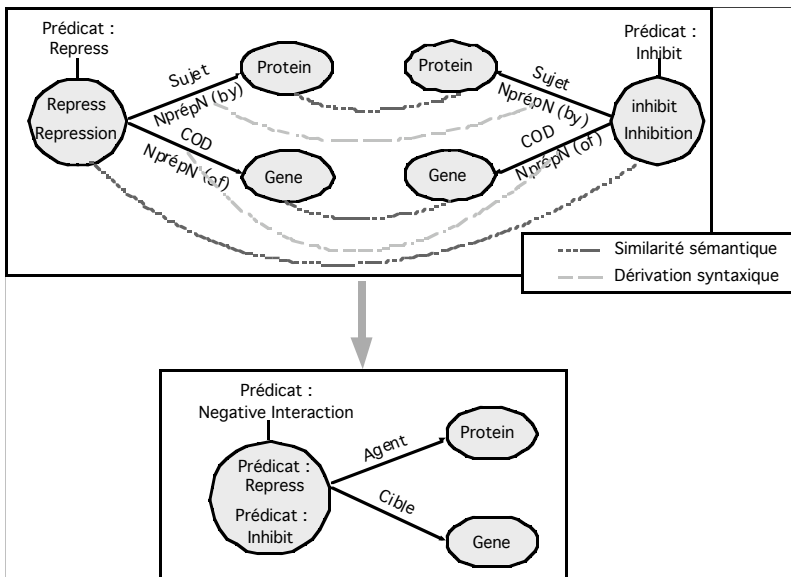 Prédicat :
Repress
Repress
Repression
Sujet
NprépN (by)
COD
NprépN (of)
Protein
Gene
Protein
Gene
Sujet
NprépN (by)
COD
NprépN (of)
Prédicat :
Inhibit
inhibit
Inhibition
Similarité sémantique
Dérivation syntaxique
Prédicat :
Negative Interaction
Prédicat :
Repress
Prédicat :
Inhibit
Agent
Cible
Protein
Gene